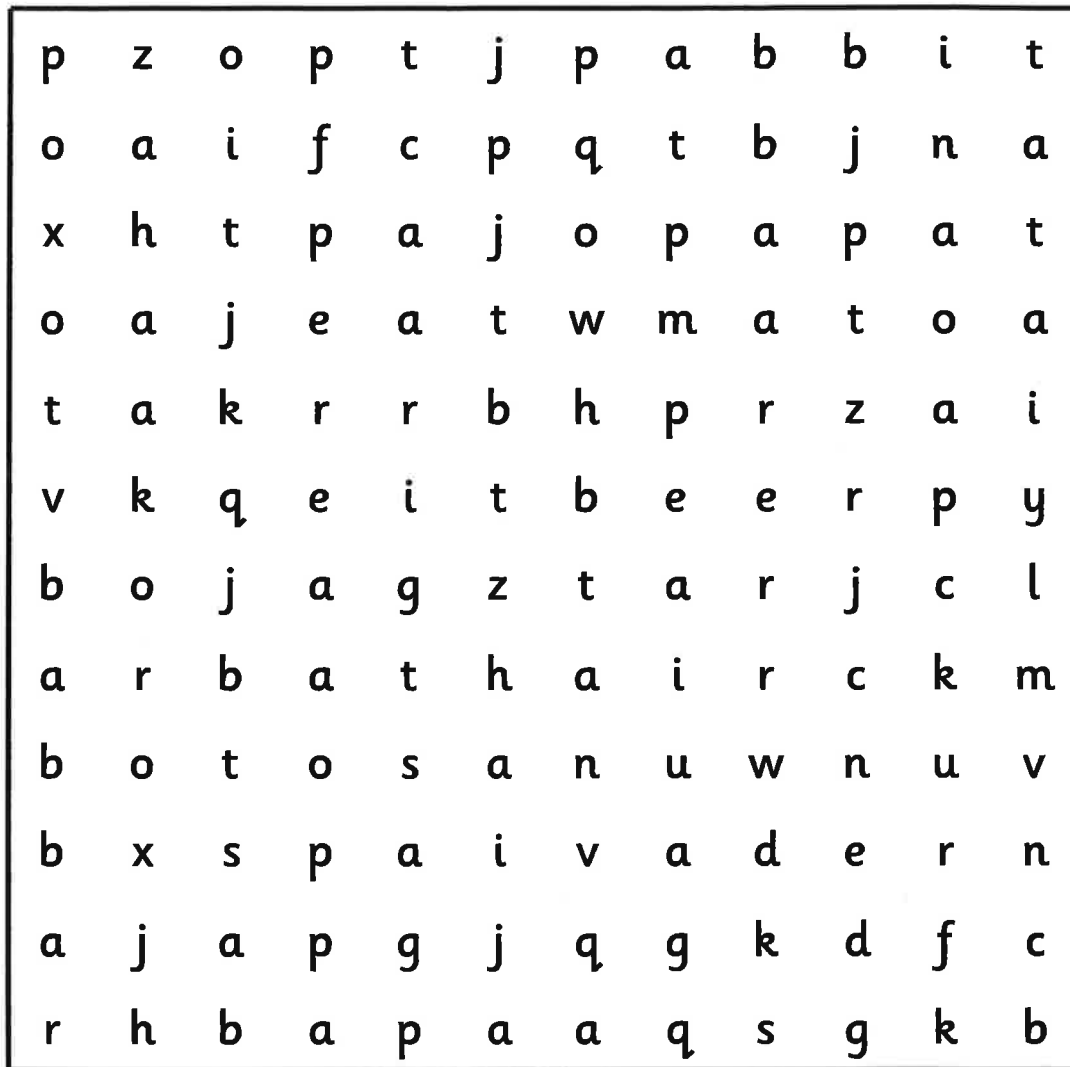 p z o p t j p a b b i t
o a i f c p q t b j n a
x h t p a j o p a p a t
o a j e a t w m a t o a
t a k r r b h p r z a i
v k q e i t b e e r p y
b o j a g z t a r j c l
a r b a t h a i r c k m
b o t o s a n u w n u v
b x s p a i v a d e r n
a j a p g j q g k d f c
r h b a p a a q s g k b